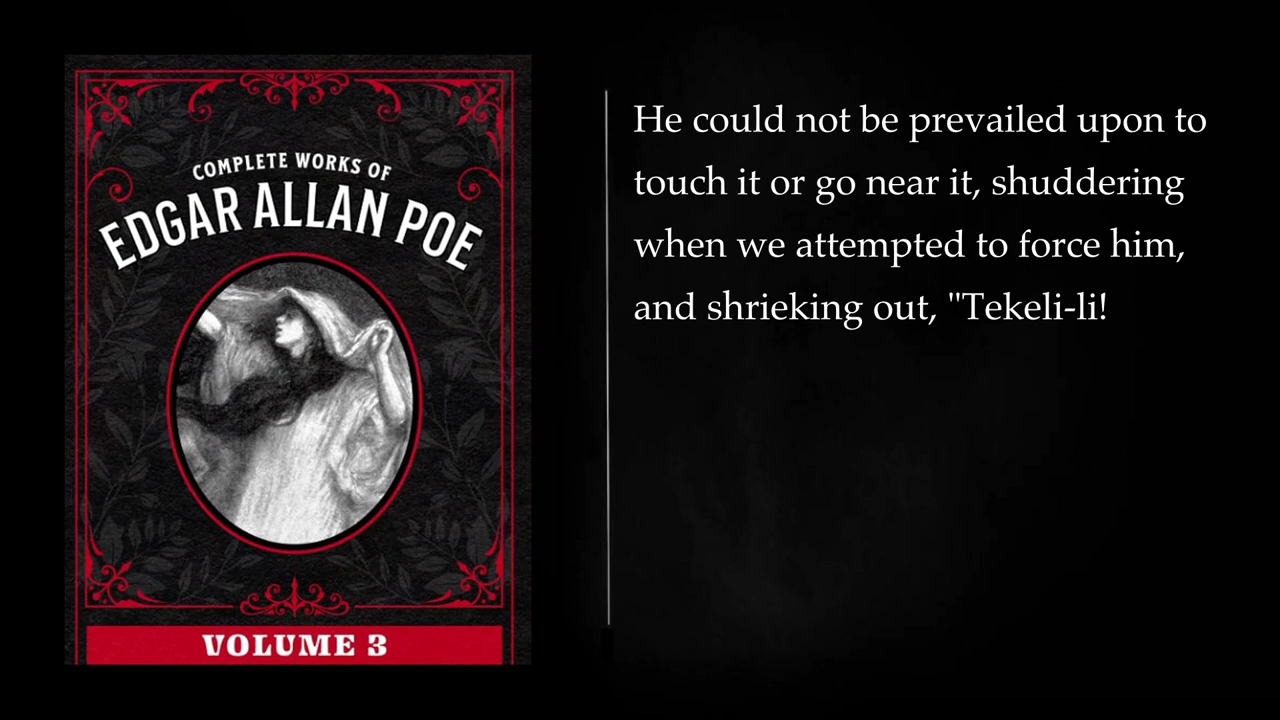 COMPLETE WORKS OF
EDGAR ALLAN POE
VOLUME 3
He could not be prevailed upon to
touch it or go near it, shuddering
when we attempted to force him,
and shrieking out, "Tekeli-li!